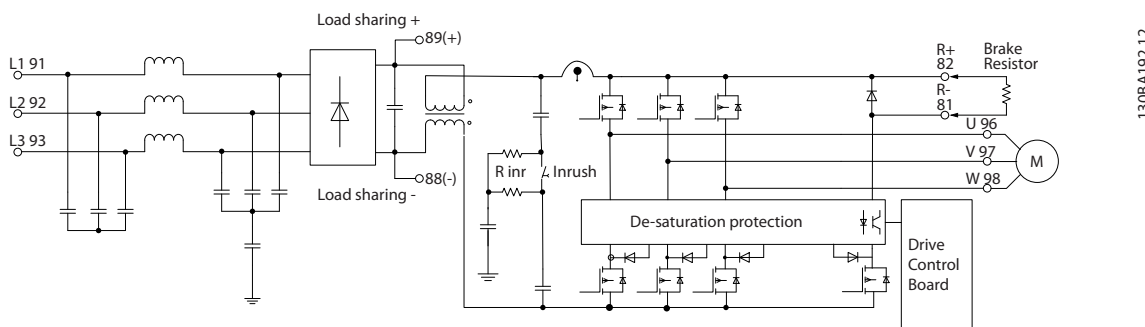 Load sharing +
89(+)
L1 91
L2 92
L3 93
R inr
Inrush
88(-)
Load sharing -
R+
82
Brake
Resistor
R-
81
U 96
V 97
W 98
M
De-saturation protection
Drive
Control
Board
130BA192.12